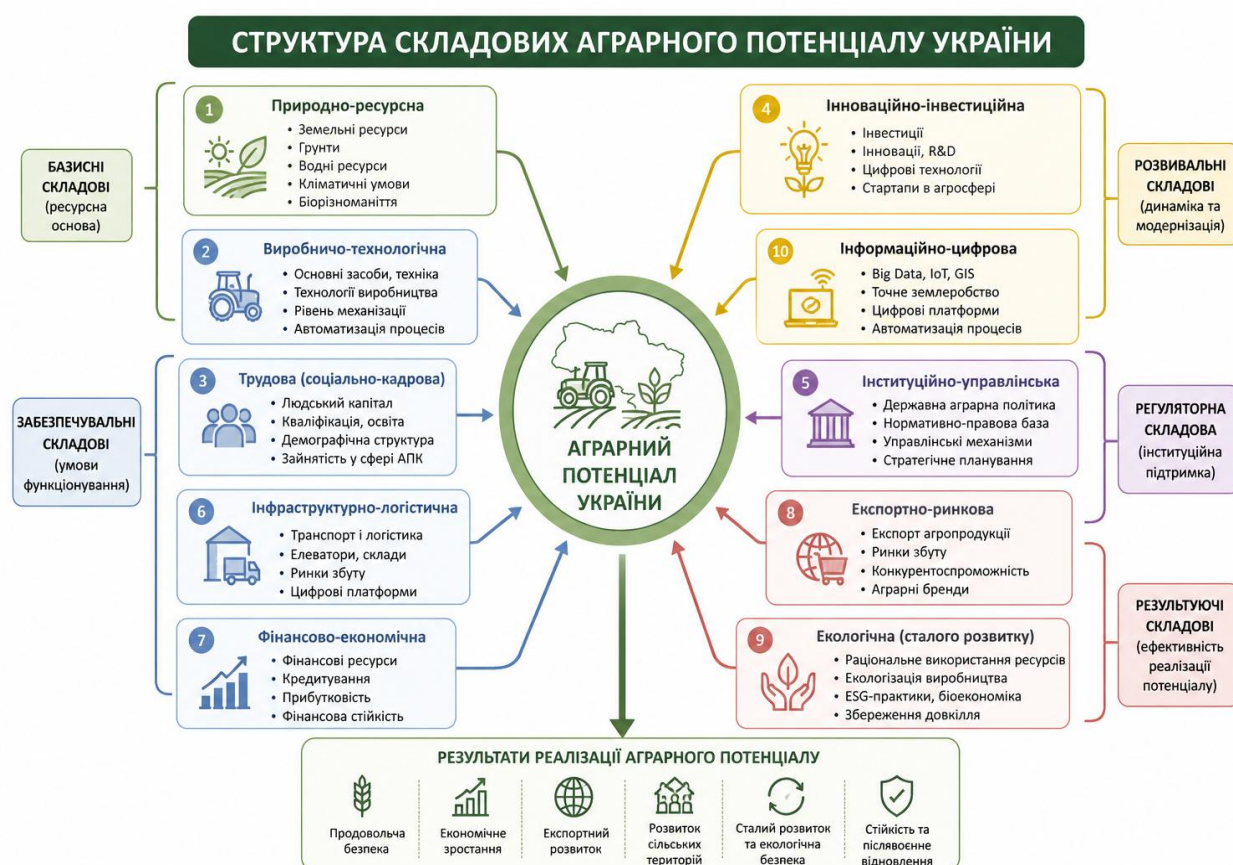 СТРУКТУРА СКЛАДОВИХ АГРАРНОГО ПОТЕНЦІАЛУ УКРАЇНИ
БАЗИСНІ
СКЛАДОВІ
(ресурсна
основа)
1
Природно-ресурсна
• Земельні ресурси
• Грунти
• Водні ресурси
• Кліматичні умови
• Біорізноманіття
2
Виробничо-технологічна
• Основні засоби, техніка
• Технології виробництва
• Рівень механізації
• Автоматизація процесів
ЗАБЕЗПЕЧУВАЛЬНІ
СКЛАДОВІ
(умови
функціонування)
3
Трудова (соціально-кадрова)
• Людський капітал
• Кваліфікація, освіта
• Демографічна структура
• Зайнятість у сфері АПК
6
Інфраструктурно-логістична
• Транспорт і логістика
• Елеватори, склади
• Ринки збуту
• Цифрові платформи
7
Фінансово-економічна
• Фінансові ресурси
• Кредитування
• Прибутковість
• Фінансова стійкість
АГРАРНИЙ
ПОТЕНЦІАЛ
УКРАЇНИ
4
Інноваційно-інвестиційна
• Інвестиції
• Інновації, R&D
• Цифрові технології
• Стартапи в агросфері
10
Інформаційно-цифрова
• Big Data, IoT, GIS
• Точне землеробство
• Цифрові платформи
• Автоматизація процесів
РОЗВИВАЛЬНІ
СКЛАДОВІ
(динаміка та
модернізація)
5
Інституційно-управлінська
• Державна аграрна політика
• Нормативно-правова база
• Управлінські механізми
• Стратегічне планування
РЕГУЛЯТОРНА
СКЛАДОВА
(інституційна
підтримка)
8
Експортно-ринкова
• Експорт агропродукції
• Ринки збуту
• Конкурентоспроможність
• Аграрні бренди
9
Екологічна (сталого розвитку)
• Раціональне використання ресурсів
• Екологізація виробництва
• ESG-практики, біоекономіка
• Збереження довкілля
РЕЗУЛЬТУЮЧІ
СКЛАДОВІ
(ефективність
реалізації
потенціалу)
РЕЗУЛЬТАТИ РЕАЛІЗАЦІЇ АГРАРНОГО ПОТЕНЦІАЛУ
Продовольча
безпека
Економічне
зростання
Експортний
розвиток
Розвиток
сільських
територій
Сталий розвиток
та екологічна
безпека
Стійкість та
післявоєнне
відновлення